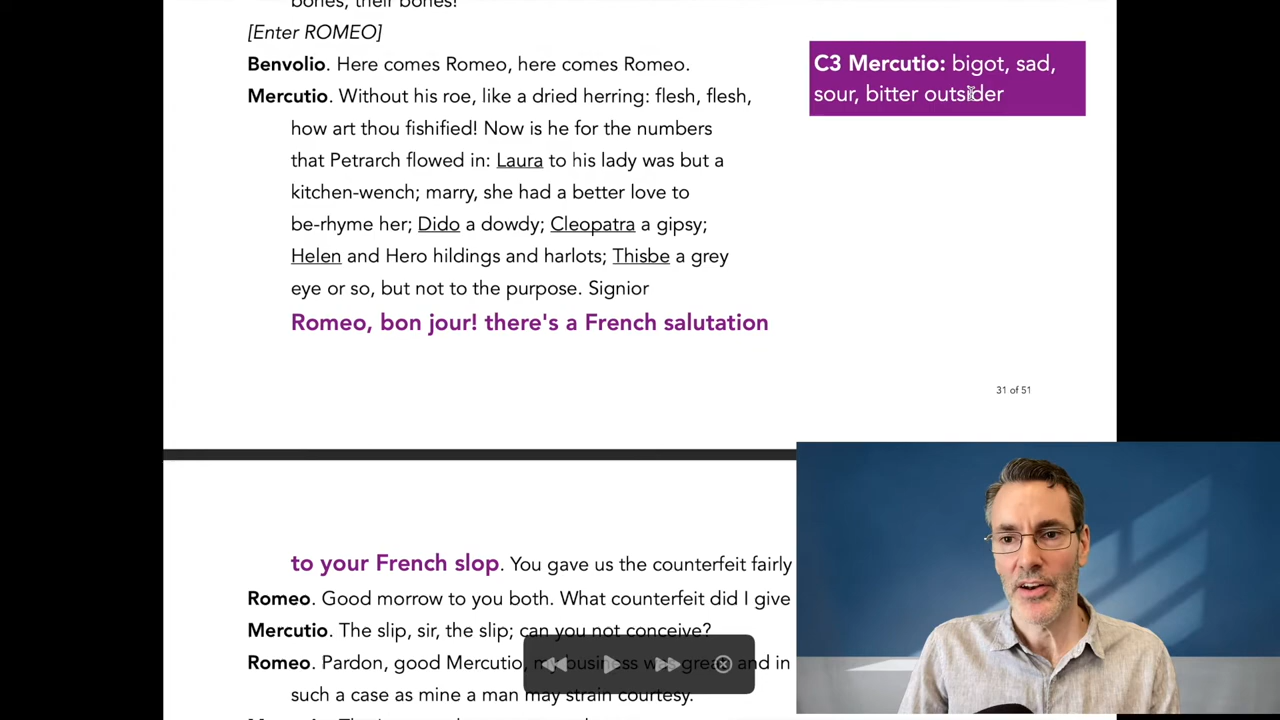 bones, their bones!
[Enter ROMEO]
Benvolio. Here comes Romeo, here comes Romeo.
Mercutio. Without his roe, like a dried herring: flesh, flesh,
how art thou fishified! Now is he for the numbers
that Petrarch flowed in: Laura to his lady was but a
kitchen-wench; marry, she had a better love to
be-rhyme her; Dido a dowdy; Cleopatra a gipsy;
Helen and Hero hildings and harlots; Thisbe a grey
eye or so, but not to the purpose. Signior
Romeo, bon jour! there's a French salutation
C3 Mercutio: bigot, sad,
sour, bitter outsider
31 of 51
to your French slop. You gave us the counterfeit fairly
Romeo. Good morrow to you both. What counterfeit did I give
Mercutio. The slip, sir, the slip; can you not conceive?
Romeo. Pardon, good Mercutio, my business was great; and in
such a case as mine a man may strain courtesy.